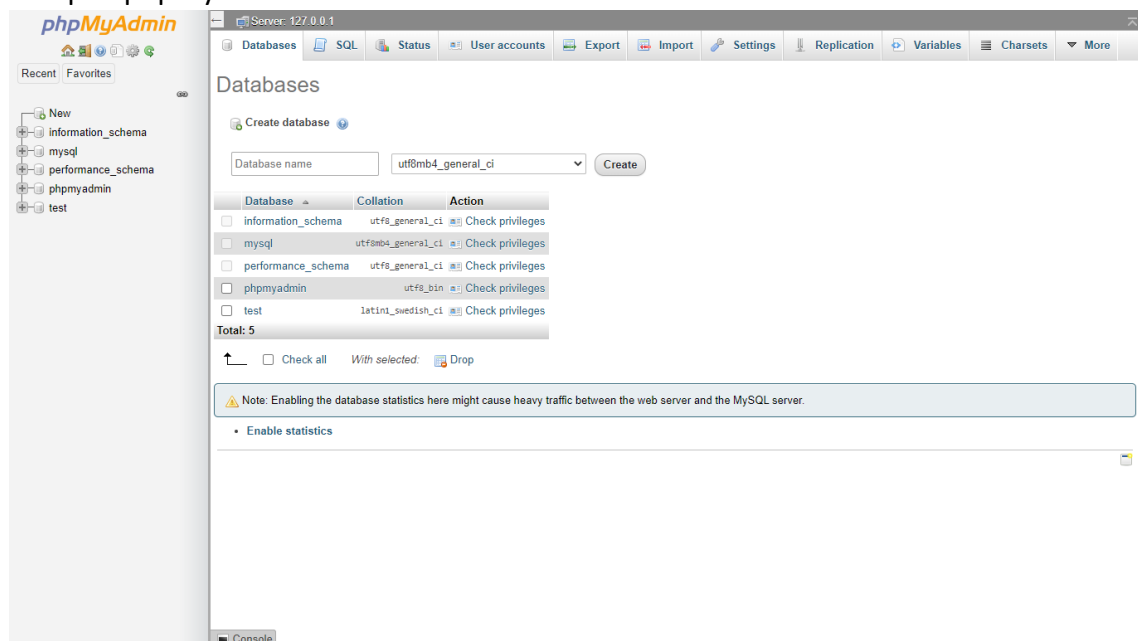 phpMyAdmin
Recent Favorites
New
information_schema
mysql
performance_schema
phpmyadmin
test
Server: 127.0.0.1
Databases SQL Status User accounts Export Import Settings Replication Variables Charsets More
Databases
Create database
Database name utf8mb4_general_ci Create
Database Collation Action
information_schema utf8_general_ci Check privileges
mysql utf8mb4_general_ci Check privileges
performance_schema utf8_general_ci Check privileges
phpmyadmin utf8_bin Check privileges
test latin1_swedish_ci Check privileges
Total: 5
Check all With selected: Drop
Note: Enabling the database statistics here might cause heavy traffic between the web server and the MySQL server.
Enable statistics
Console